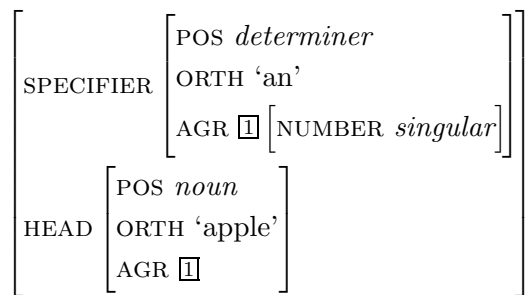 POS determiner
ORTH ‘an’
SPECIFIER
AGR 1 [NUMBER singular]
POS noun
HEAD ORTH ‘apple’
AGR 1